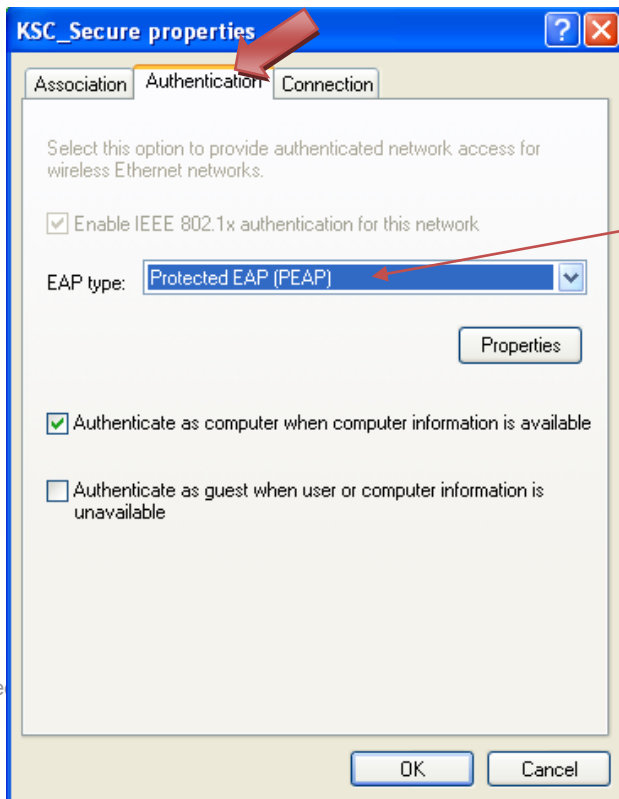 KSC_Secure properties
Association Authentication Connection
Select this option to provide authenticated network access for
wireless Ethernet networks.
Enable IEEE 802.1x authentication for this network
EAP type: Protected EAP (PEAP)
Properties
Authenticate as computer when computer information is available
Authenticate as guest when user or computer information is
unavailable
OK Cancel